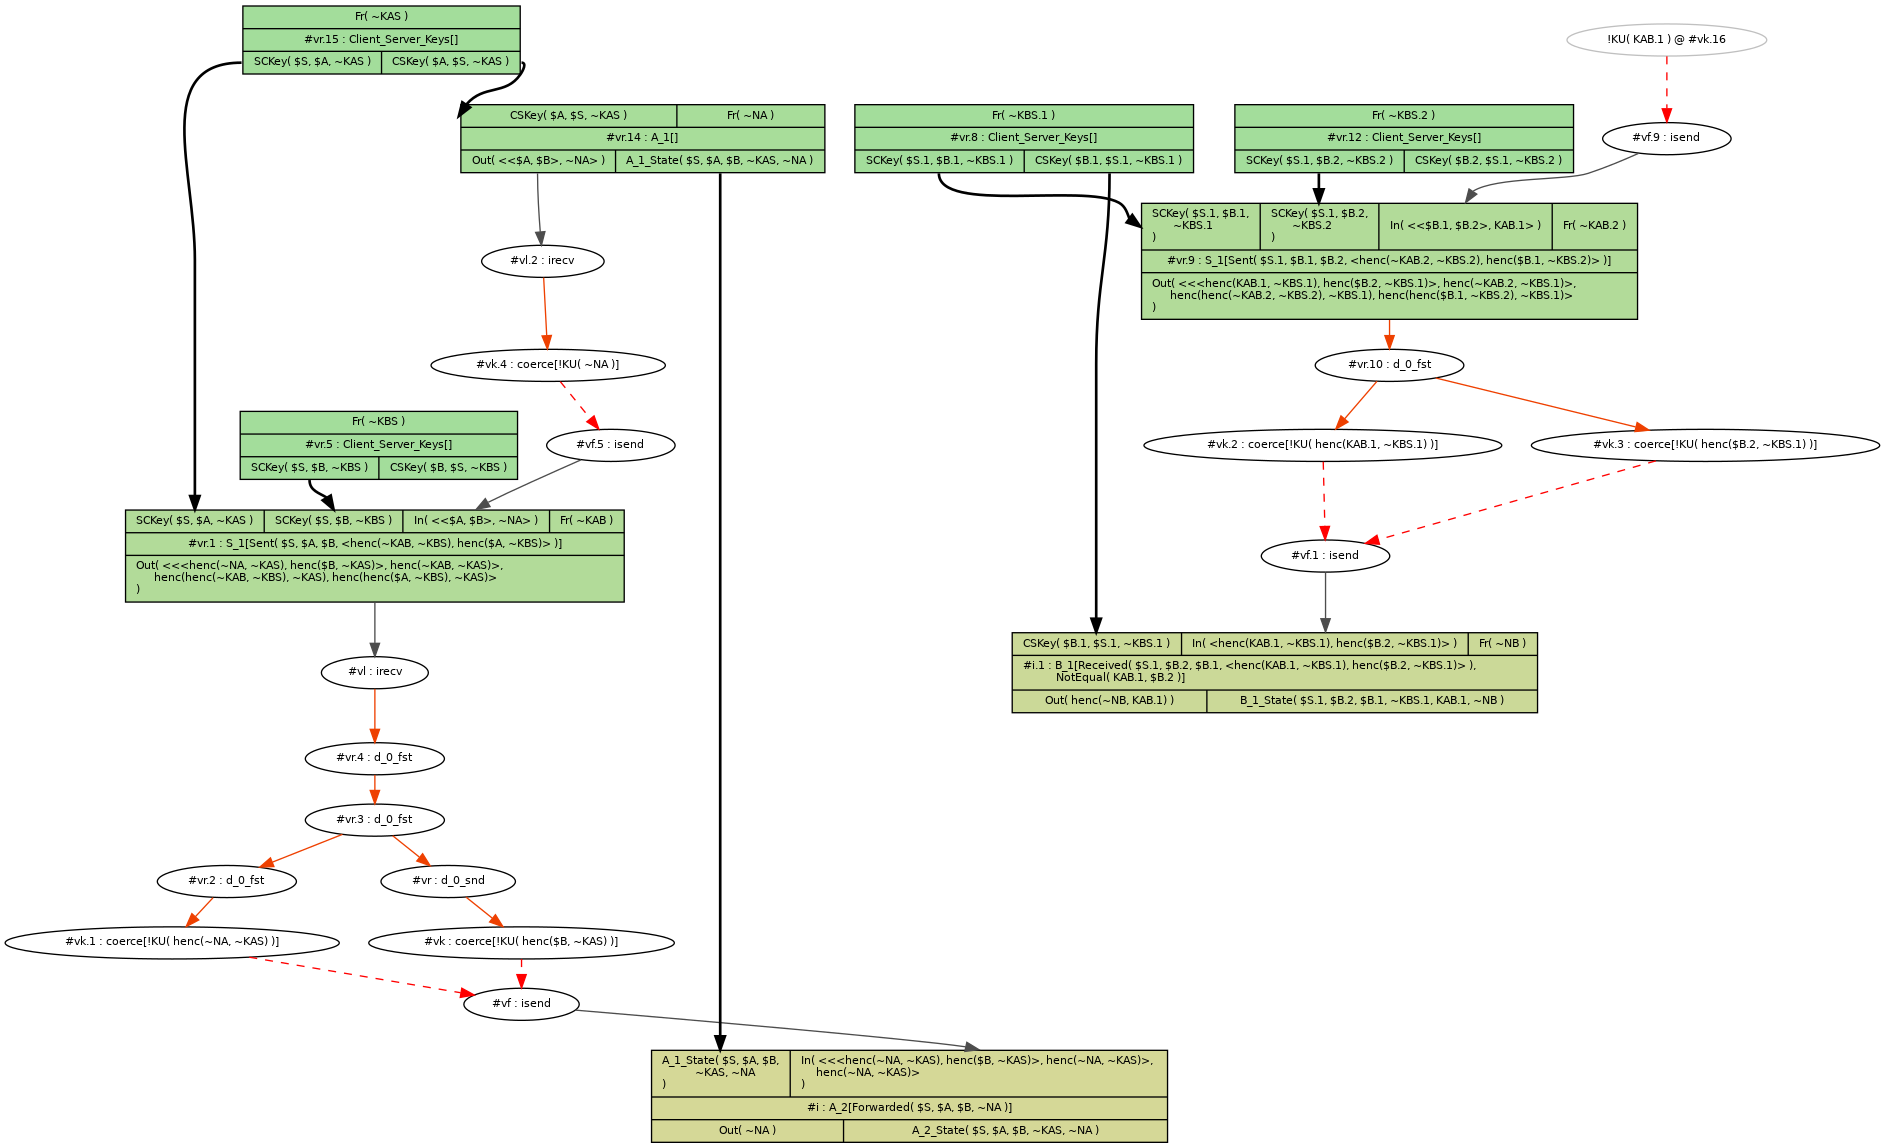 Fr( ~KAS )
#vr.15 : Client_Server_Keys[]
SCKey( $S, $A, ~KAS )
CSKey( $A, $S, ~KAS )
!KU( KAB.1 ) @ #vk.16
CSKey( $A, $S, ~KAS )
Fr( ~NA )
#vr.14 : A_1[]
Out( <<$A, $B>, ~NA> )
A_1_State( $S, $A, $B, ~KAS, ~NA )
Fr( ~KBS.1 )
#vr.8 : Client_Server_Keys[]
SCKey( $S.1, $B.1, ~KBS.1 )
CSKey( $B.1, $S.1, ~KBS.1 )
Fr( ~KBS.2 )
#vr.12 : Client_Server_Keys[]
SCKey( $S.1, $B.2, ~KBS.2 )
CSKey( $B.2, $S.1, ~KBS.2 )
#vf.9 : isend
SCKey( $S.1, $B.1,
~KBS.1
)
SCKey( $S.1, $B.2,
~KBS.2
)
In( <<$B.1, $B.2>, KAB.1> )
Fr( ~KAB.2 )
#vr.9 : S_1[Sent( $S.1, $B.1, $B.2, <henc(~KAB.2, ~KBS.2), henc($B.1, ~KBS.2)> )]
Out( <<<henc(KAB.1, ~KBS.1), henc($B.2, ~KBS.1)>, henc(~KAB.2, ~KBS.1)>,
henc(henc(~KAB.2, ~KBS.2), ~KBS.1), henc(henc($B.1, ~KBS.2), ~KBS.1)>
)
#vl.2 : irecv
#vk.4 : coerce[!KU( ~NA )]
#vr.10 : d_0_fst
Fr( ~KBS )
#vr.5 : Client_Server_Keys[]
SCKey( $S, $B, ~KBS )
CSKey( $B, $S, ~KBS )
#vf.5 : isend
#vk.2 : coerce[!KU( henc(KAB.1, ~KBS.1) )]
#vk.3 : coerce[!KU( henc($B.2, ~KBS.1) )]
SCKey( $S, $A, ~KAS )
SCKey( $S, $B, ~KBS )
In( <<$A, $B>, ~NA> )
Fr( ~KAB )
#vr.1 : S_1[Sent( $S, $A, $B, <henc(~KAB, ~KBS), henc($A, ~KBS)> )]
Out( <<<henc(~NA, ~KAS), henc($B, ~KAS)>, henc(~KAB, ~KAS)>,
henc(henc(~KAB, ~KBS), ~KAS), henc(henc($A, ~KBS), ~KAS)>
)
#vf.1 : isend
#vl : irecv
CSKey( $B.1, $S.1, ~KBS.1 )
In( <henc(KAB.1, ~KBS.1), henc($B.2, ~KBS.1)> )
Fr( ~NB )
#i.1 : B_1[Received( $S.1, $B.2, $B.1, <henc(KAB.1, ~KBS.1), henc($B.2, ~KBS.1)> ),
NotEqual( KAB.1, $B.2 )]
Out( henc(~NB, KAB.1) )
B_1_State( $S.1, $B.2, $B.1, ~KBS.1, KAB.1, ~NB )
#vr.4 : d_0_fst
#vr.3 : d_0_fst
#vr.2 : d_0_fst
#vr : d_0_snd
#vk.1 : coerce[!KU( henc(~NA, ~KAS) )]
#vk : coerce[!KU( henc($B, ~KAS) )]
#vf : isend
A_1_State( $S, $A, $B,
~KAS, ~NA
)
In( <<<henc(~NA, ~KAS), henc($B, ~KAS)>, henc(~NA, ~KAS)>,
henc(~NA, ~KAS)>
)
#i : A_2[Forwarded( $S, $A, $B, ~NA )]
Out( ~NA )
A_2_State( $S, $A, $B, ~KAS, ~NA )